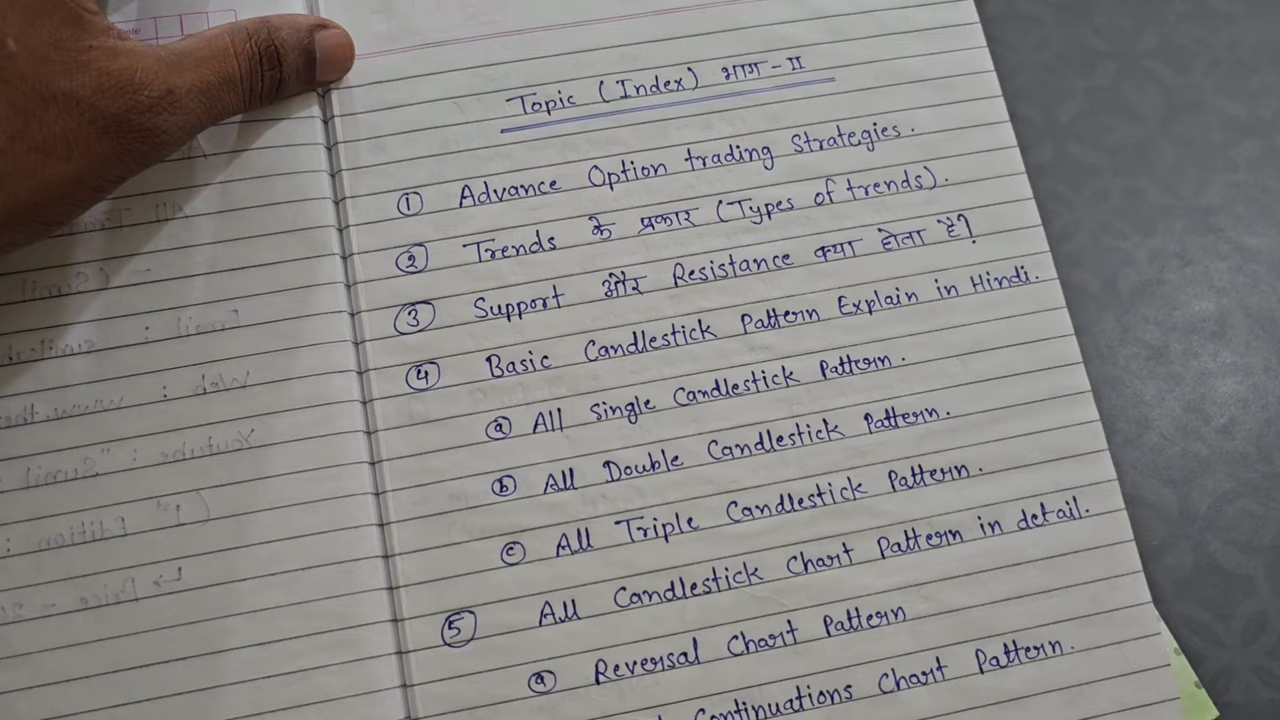 Topic (Index) भाग - II
① Advance Option trading Strategies.
② Trends के प्रकार (Types of trends).
③ Support और Resistance क्या होता है?
④ Basic Candlestick Pattern Explain in Hindi.
ⓐ All Single Candlestick Pattern.
ⓑ All Double Candlestick Pattern.
ⓒ All Triple Candlestick Pattern.
⑤ All Candlestick Chart Pattern in detail.
ⓐ Reversal Chart Pattern
Continuations Chart Pattern.